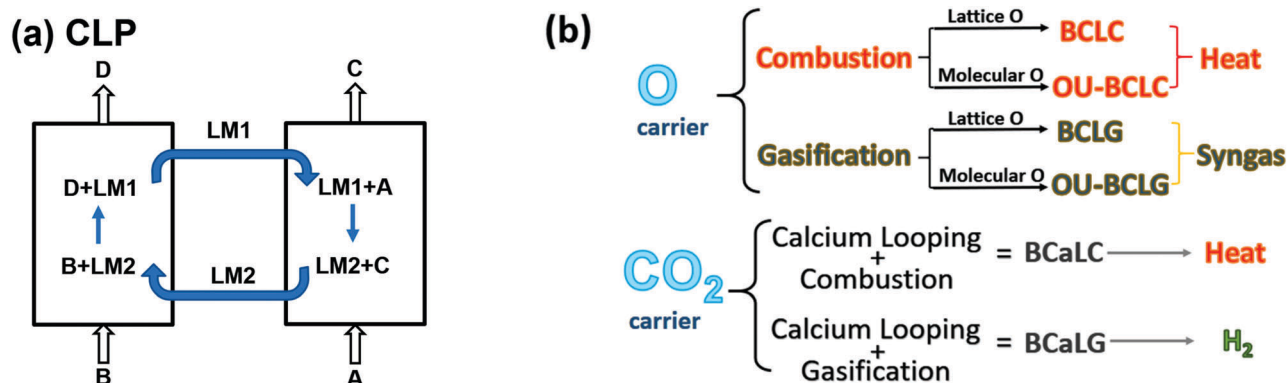 (a) CLP
D
C
LM1
D+LM1
LM1+A
B+LM2
LM2+C
LM2
B
A
(b)
O
carrier
Combustion
Lattice O
BCLC
Molecular O
OU-BCLC
Heat
Gasification
Lattice O
BCLG
Molecular O
OU-BCLG
Syngas
CO₂
carrier
Calcium Looping
+
Combustion
= BCaLC
Heat
Calcium Looping
+
Gasification
= BCaLG
H₂